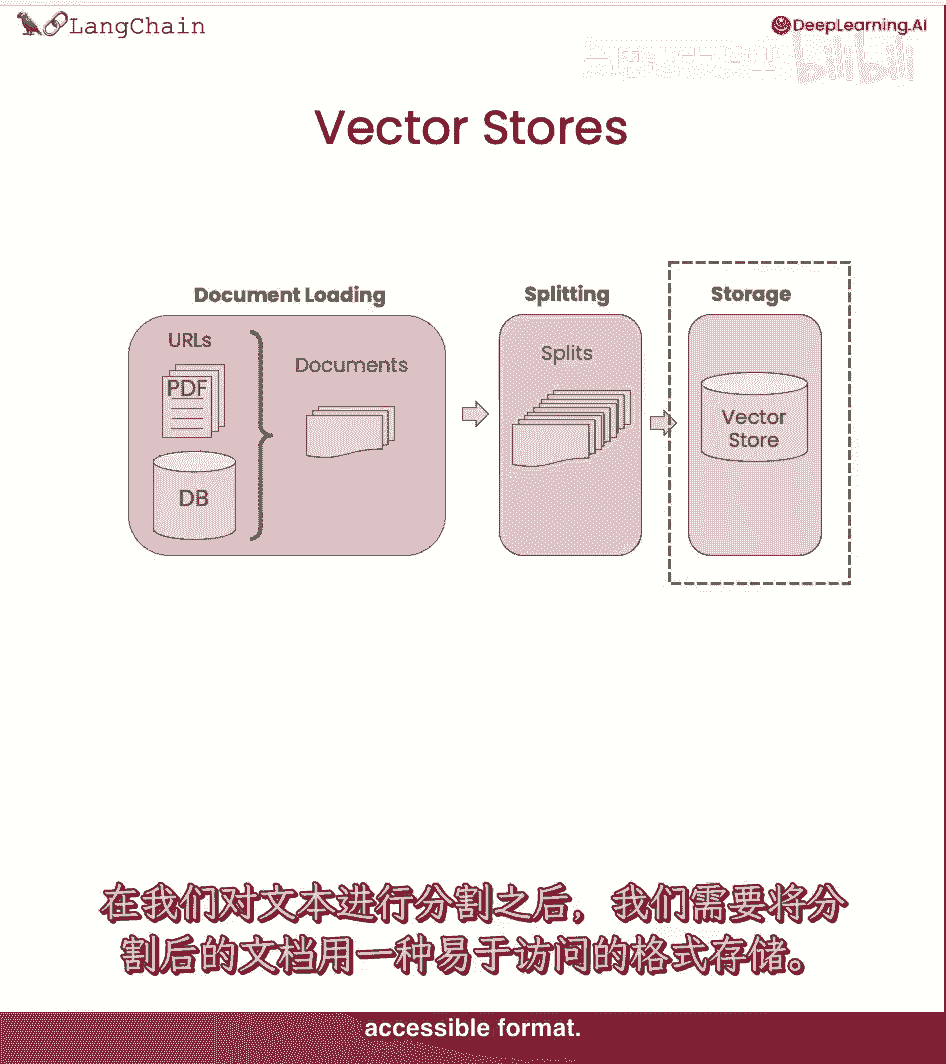 LangChain
DeepLearning.AI
bilibili
Vector Stores
Document Loading
Splitting
Storage
URLs
Documents
Splits
PDF
DB
Vector
Store
在我们对文本进行分割之后，我们需要将分
割后的文档用一种易于访问的格式存储。
accessible format.